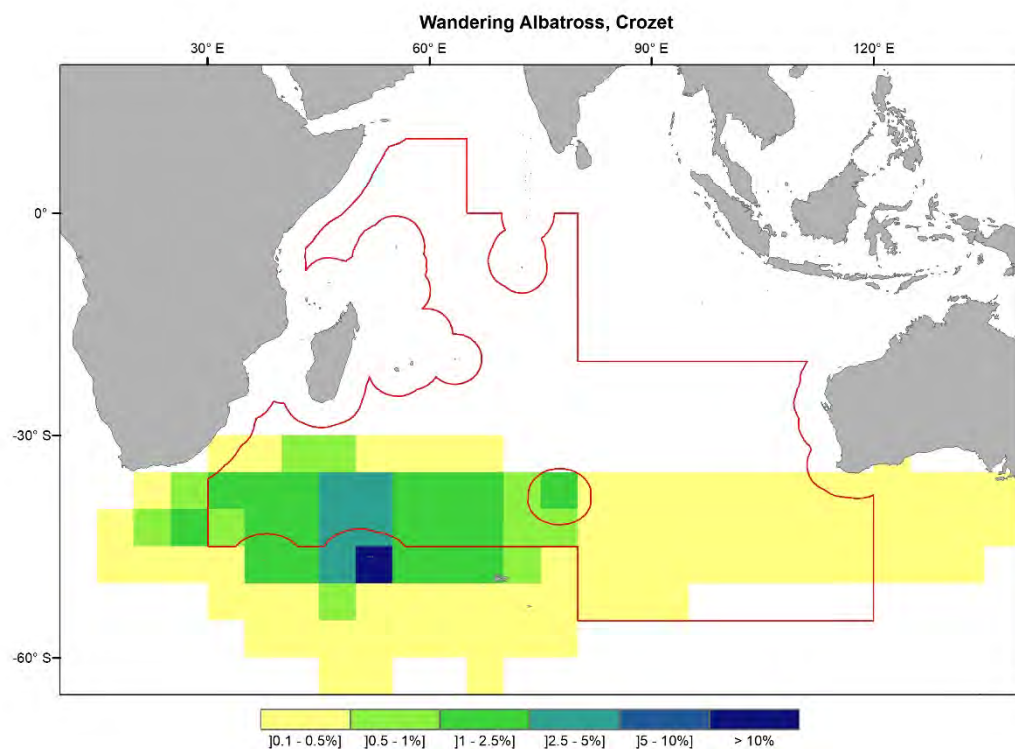 Wandering Albatross, Crozet
30° E 60° E 90° E 120° E
0°
-30° S
-60° S
]0.1 - 0.5%] ]0.5 - 1%] ]1 - 2.5%] ]2.5 - 5%] ]5 - 10%] > 10%